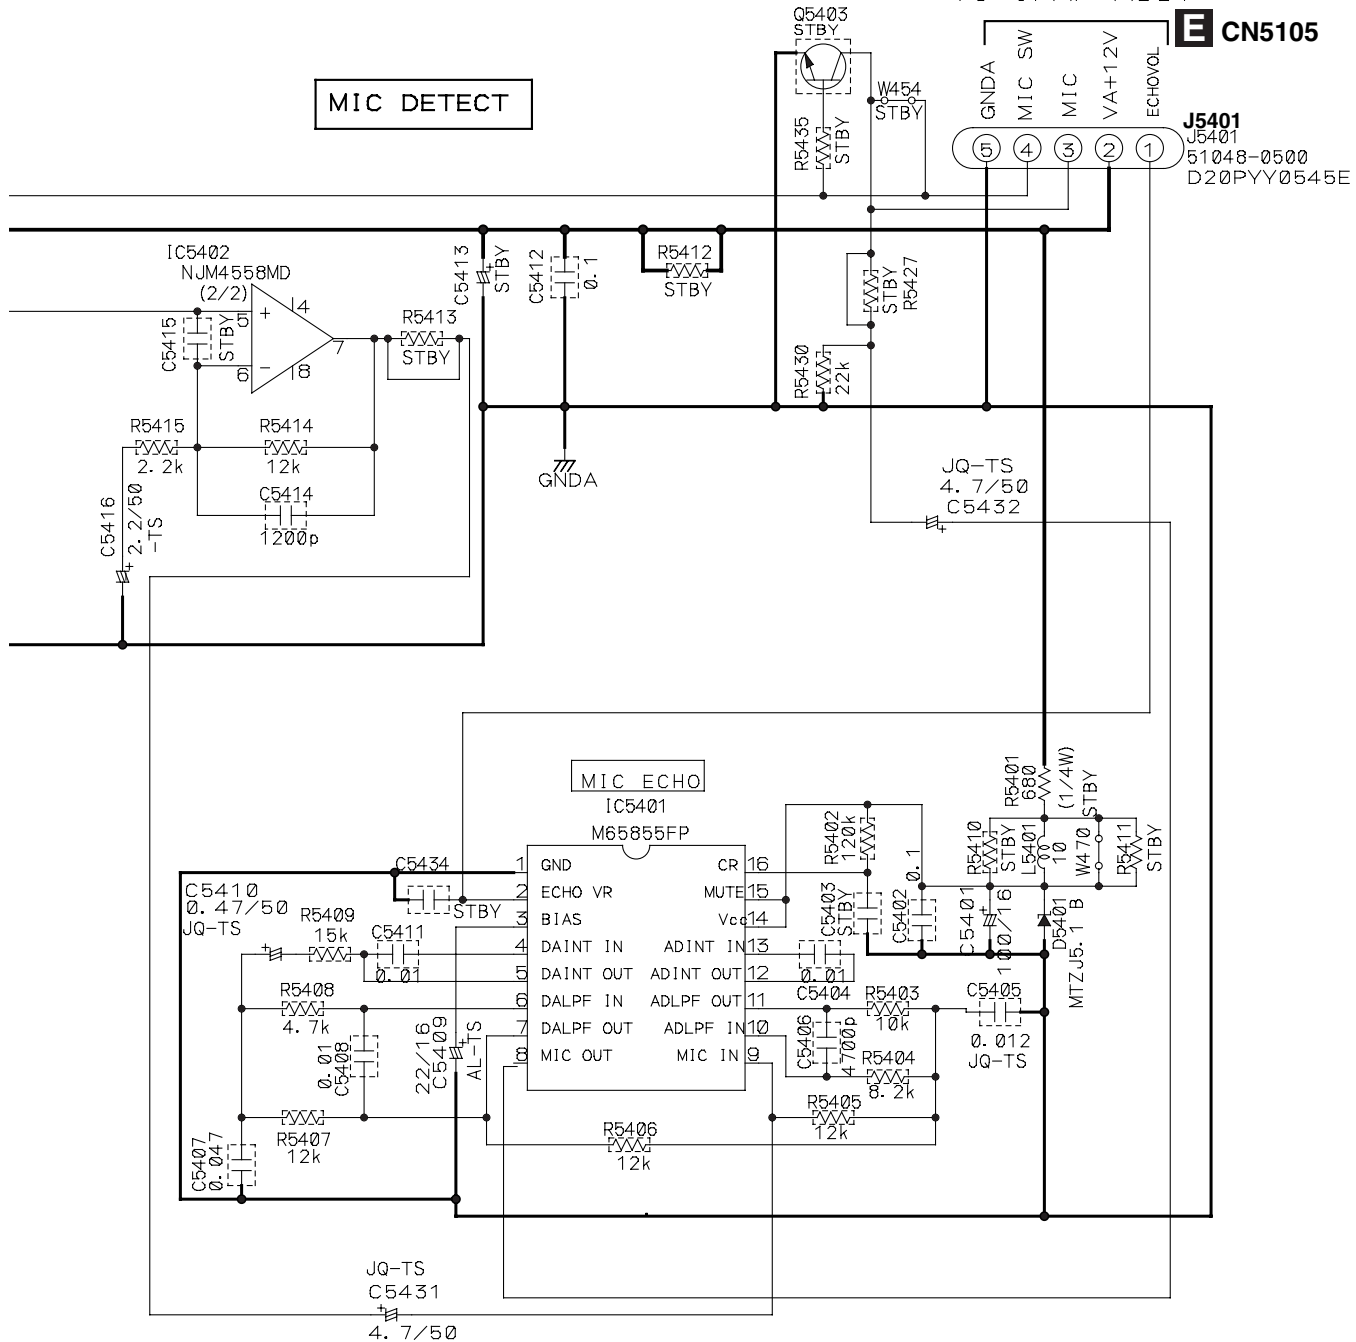 Q5403
STBY
E CN5105
MIC DETECT
W454
STBY
R5435
STBY
GNDA
MIC SW
MIC
VA+12V
ECHOVOL
5
4
3
2
1
J5401
J5401
51048-0500
D20PYY0545E
IC5402
NJM4558MD
(2/2)
5
+
4
6
-
8
7
C5415
STBY
R5413
STBY
C5413
+
STBY
C5412
0.1
R5412
STBY
STBY
R5427
R5430
22k
R5415
2.2k
R5414
12k
C5414
1200p
C5416
2.2/50
-TS
+
GNDA
JQ-TS
4.7/50
C5432
+
MIC ECHO
IC5401
M65855FP
1 GND
2 ECHO VR
3 BIAS
4 DAINT IN
5 DAINT OUT
6 DALPF IN
7 DALPF OUT
8 MIC OUT
CR 16
MUTE 15
Vcc 14
ADINT IN 13
ADINT OUT 12
ADLPF OUT 11
ADLPF IN 10
MIC IN 9
C5434
STBY
C5410
0.47/50
JQ-TS
+
R5409
15k
C5411
0.01
R5408
4.7k
0.01
C5408
22/16
C5409
AL-TS
+
R5407
12k
C5407
0.047
R5406
12k
R5405
12k
R5404
8.2k
R5403
10k
C5406
4700p
C5404
0.01
C5405
0.012
JQ-TS
R5402
120k
C5403
STBY
C5402
0.1
C5401
100/16
+
R5401
680
(1/4W)
R5410
STBY
L5401
10
W470
STBY
R5411
STBY
D5401
MTZJ5.1 B
JQ-TS
C5431
+
4.7/50